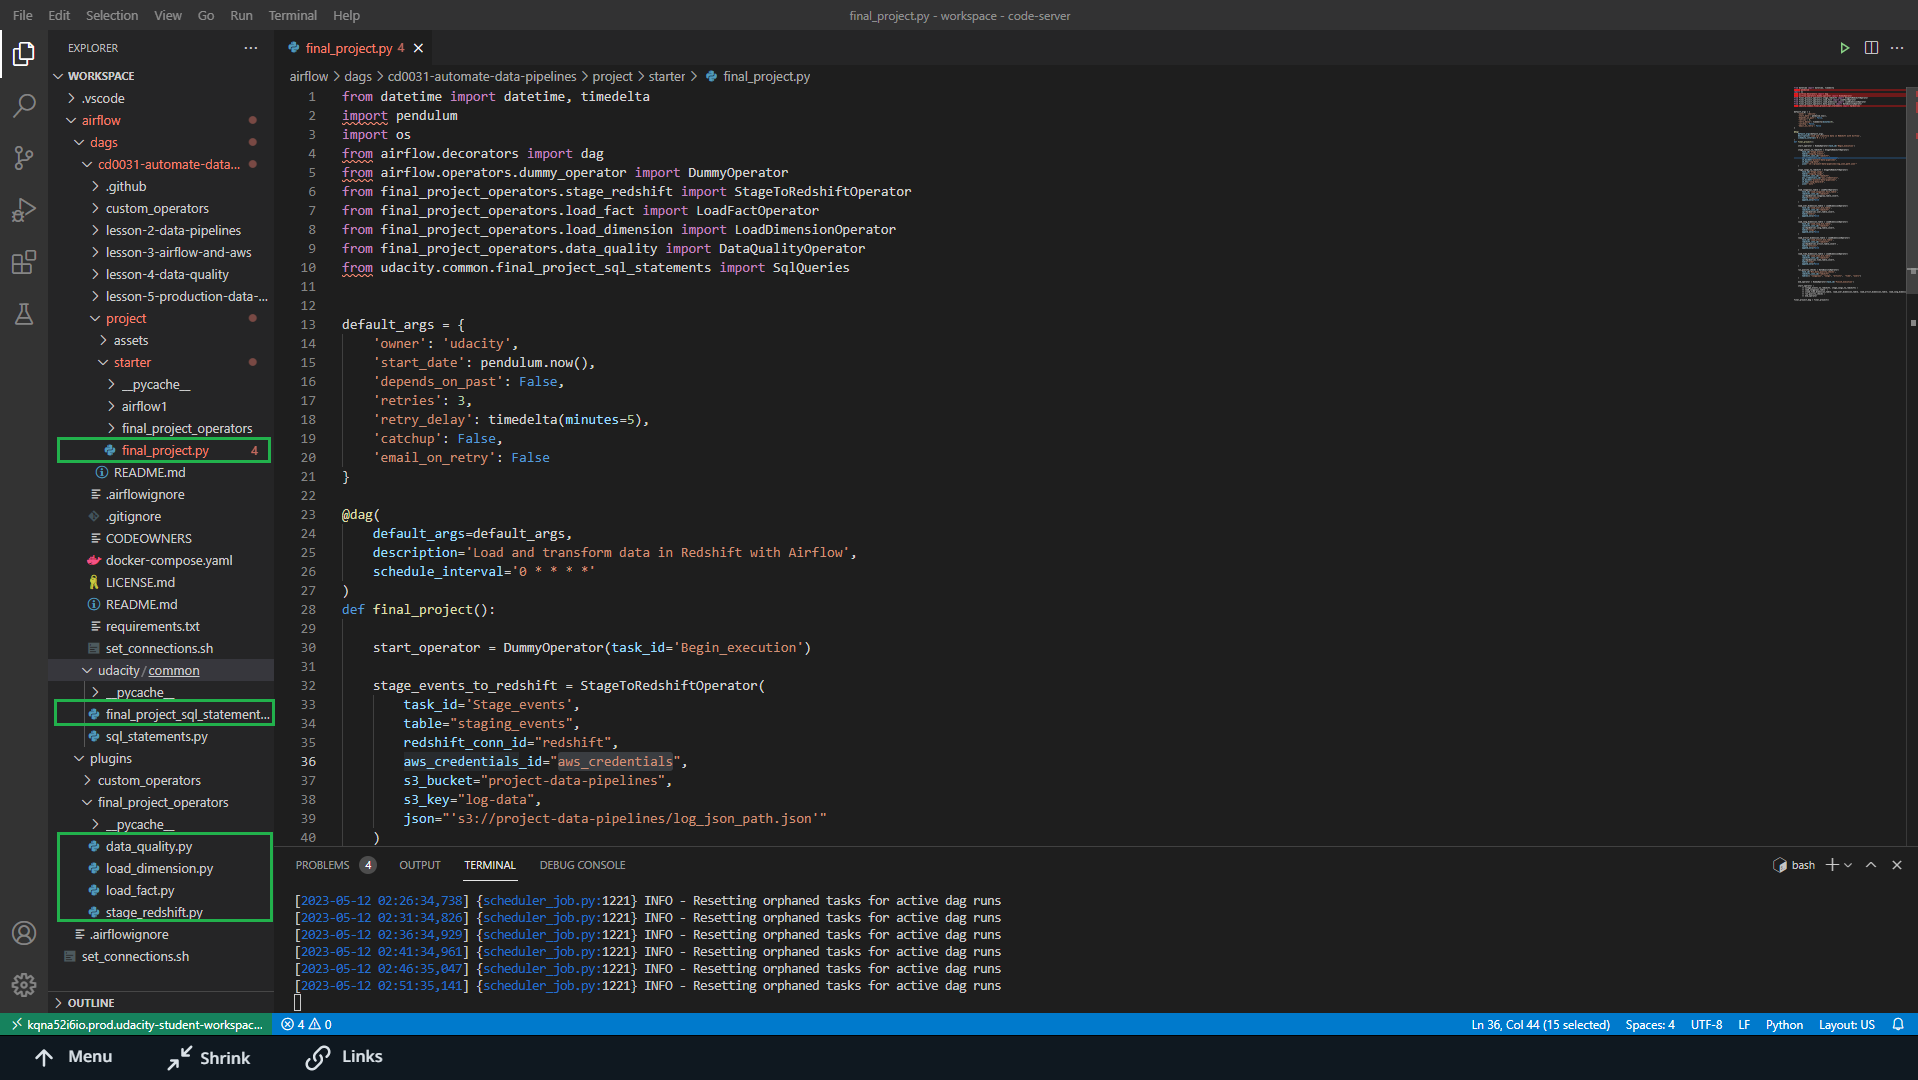 File Edit Selection View Go Run Terminal Help
final_project.py - workspace - code-server
EXPLORER
WORKSPACE
.vscode
airflow
dags
cd0031-automate-data...
.github
custom_operators
lesson-2-data-pipelines
lesson-3-airflow-and-aws
lesson-4-data-quality
lesson-5-production-data-...
project
assets
starter
__pycache__
airflow1
final_project_operators
final_project.py 4
README.md
.airflowignore
.gitignore
CODEOWNERS
docker-compose.yaml
LICENSE.md
README.md
requirements.txt
set_connections.sh
udacity/common
__pycache__
final_project_sql_statement...
sql_statements.py
plugins
custom_operators
final_project_operators
__pycache__
data_quality.py
load_dimension.py
load_fact.py
stage_redshift.py
.airflowignore
set_connections.sh
OUTLINE
final_project.py 4
airflow > dags > cd0031-automate-data-pipelines > project > starter > final_project.py
1 from datetime import datetime, timedelta
2 import pendulum
3 import os
4 from airflow.decorators import dag
5 from airflow.operators.dummy_operator import DummyOperator
6 from final_project_operators.stage_redshift import StageToRedshiftOperator
7 from final_project_operators.load_fact import LoadFactOperator
8 from final_project_operators.load_dimension import LoadDimensionOperator
9 from final_project_operators.data_quality import DataQualityOperator
10 from udacity.common.final_project_sql_statements import SqlQueries
11
12
13 default_args = {
14     'owner': 'udacity',
15     'start_date': pendulum.now(),
16     'depends_on_past': False,
17     'retries': 3,
18     'retry_delay': timedelta(minutes=5),
19     'catchup': False,
20     'email_on_retry': False
21 }
22
23 @dag(
24     default_args=default_args,
25     description='Load and transform data in Redshift with Airflow',
26     schedule_interval='0 * * * *'
27 )
28 def final_project():
29
30     start_operator = DummyOperator(task_id='Begin_execution')
31
32     stage_events_to_redshift = StageToRedshiftOperator(
33         task_id='Stage_events',
34         table="staging_events",
35         redshift_conn_id="redshift",
36         aws_credentials_id="aws_credentials",
37         s3_bucket="project-data-pipelines",
38         s3_key="log-data",
39         json="'s3://project-data-pipelines/log_json_path.json'"
40     )
PROBLEMS 4 OUTPUT TERMINAL DEBUG CONSOLE
bash
[2023-05-12 02:26:34,738] {scheduler_job.py:1221} INFO - Resetting orphaned tasks for active dag runs
[2023-05-12 02:31:34,826] {scheduler_job.py:1221} INFO - Resetting orphaned tasks for active dag runs
[2023-05-12 02:36:34,929] {scheduler_job.py:1221} INFO - Resetting orphaned tasks for active dag runs
[2023-05-12 02:41:34,961] {scheduler_job.py:1221} INFO - Resetting orphaned tasks for active dag runs
[2023-05-12 02:46:35,047] {scheduler_job.py:1221} INFO - Resetting orphaned tasks for active dag runs
[2023-05-12 02:51:35,141] {scheduler_job.py:1221} INFO - Resetting orphaned tasks for active dag runs
kqna52i6io.prod.udacity-student-workspac... 4 0
Ln 36, Col 44 (15 selected) Spaces: 4 UTF-8 LF Python Layout: US
Menu Shrink Links